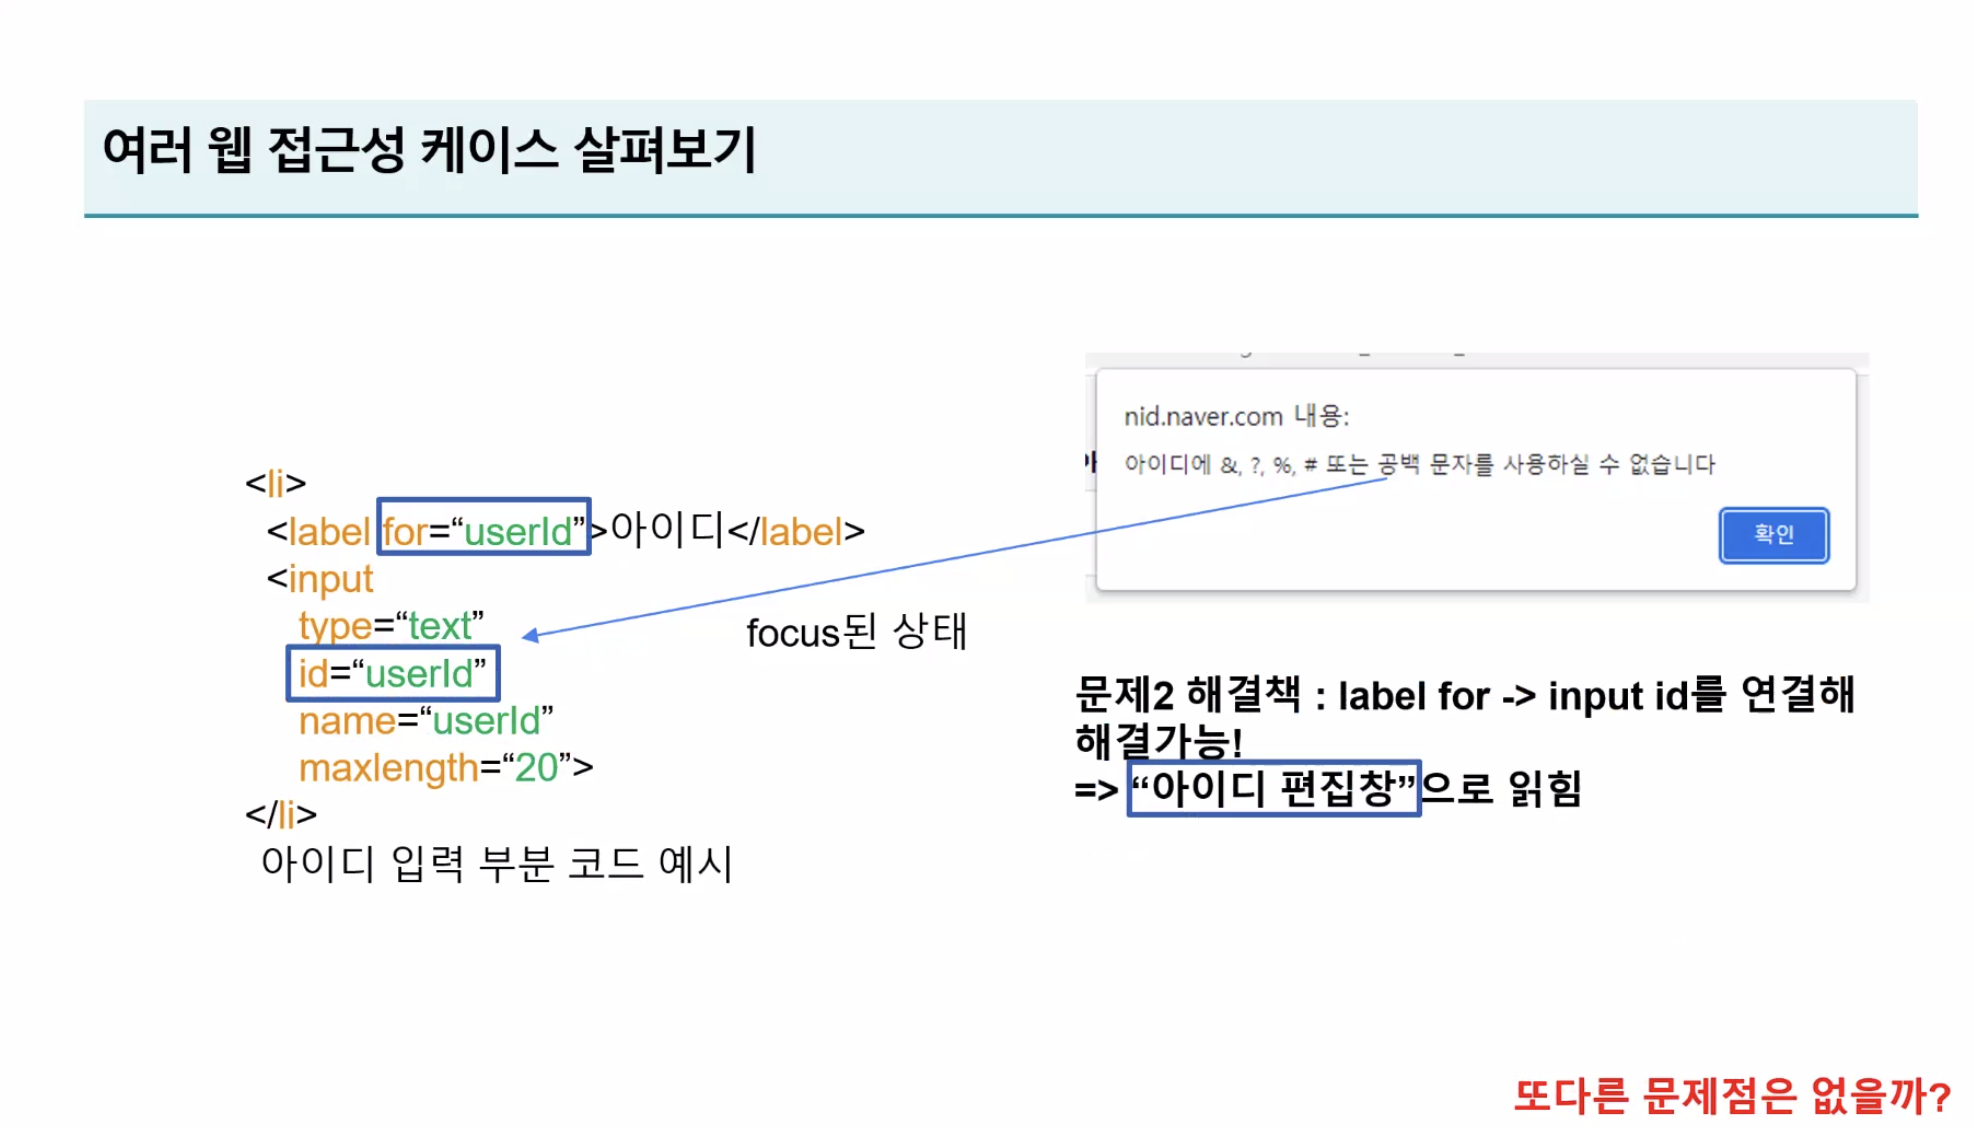 여러 웹 접근성 케이스 살펴보기
<li>
<label for=“userId”>아이디</label>
<input
type=“text”
id=“userId”
name=“userId”
maxlength=“20”>
</li>
아이디 입력 부분 코드 예시
focus된 상태
nid.naver.com 내용:
아이디에 &, ?, %, # 또는 공백 문자를 사용하실 수 없습니다
확인
문제2 해결책 : label for -> input id를 연결해
해결가능!
=> “아이디 편집창”으로 읽힘
또다른 문제점은 없을까?